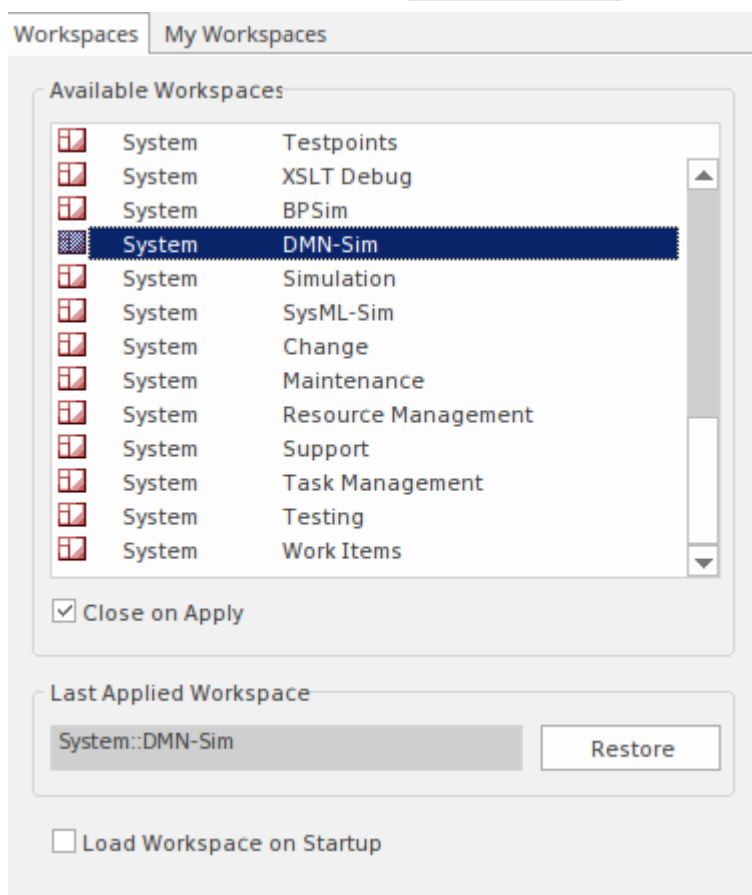 Workspaces My Workspaces
Available Workspaces
System Testpoints
System XSLT Debug
System BPSim
System DMN-Sim
System Simulation
System SysML-Sim
System Change
System Maintenance
System Resource Management
System Support
System Task Management
System Testing
System Work Items
Close on Apply
Last Applied Workspace
System::DMN-Sim Restore
Load Workspace on Startup